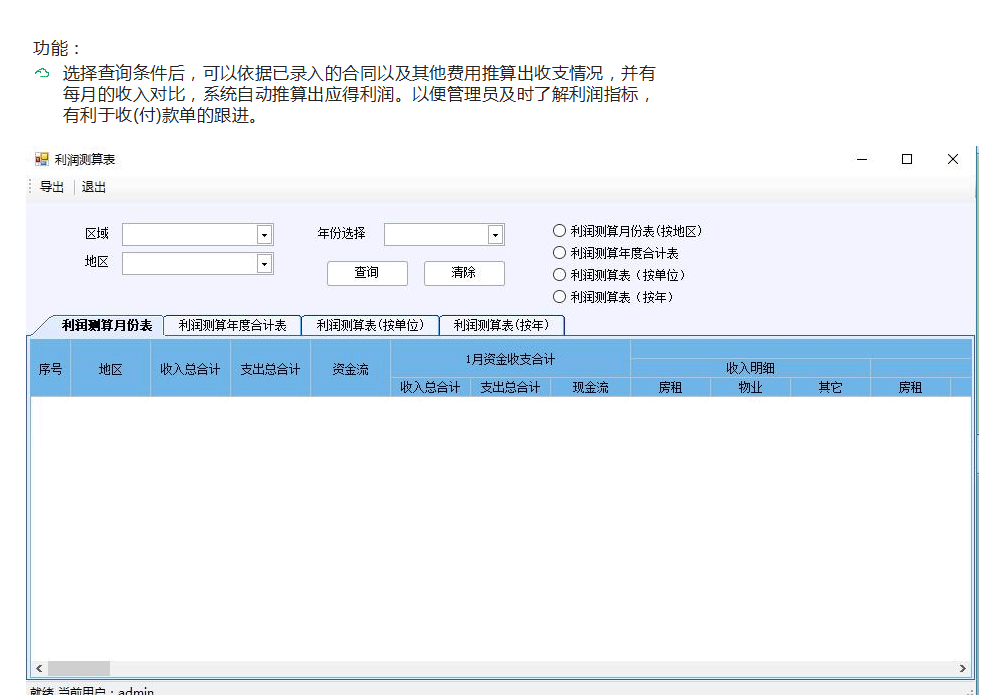 功能：
选择查询条件后，可以依据已录入的合同以及其他费用推算出收支情况，并有
每月的收入对比，系统自动推算出应得利润。以便管理员及时了解利润指标，
有利于收(付)款单的跟进。
利润测算表
导出 退出
区域 年份选择
地区
查询 清除
利润测算月份表(按地区)
利润测算年度合计表
利润测算表（按单位）
利润测算表（按年）
利润测算月份表 利润测算年度合计表 利润测算表(按单位) 利润测算表(按年)
序号 地区 收入总合计 支出总合计 资金流 1月资金收支合计
收入明细
收入总合计 支出总合计 现金流 房租 物业 其它 房租
就绪 当前用户：admin